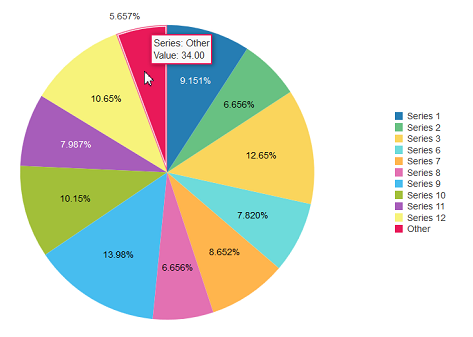 5.657%
Series: Other
Value: 34.00
9.151%
6.656%
12.65%
7.820%
8.652%
6.656%
13.98%
10.15%
7.987%
10.65%
Series 1
Series 2
Series 3
Series 6
Series 7
Series 8
Series 9
Series 10
Series 11
Series 12
Other